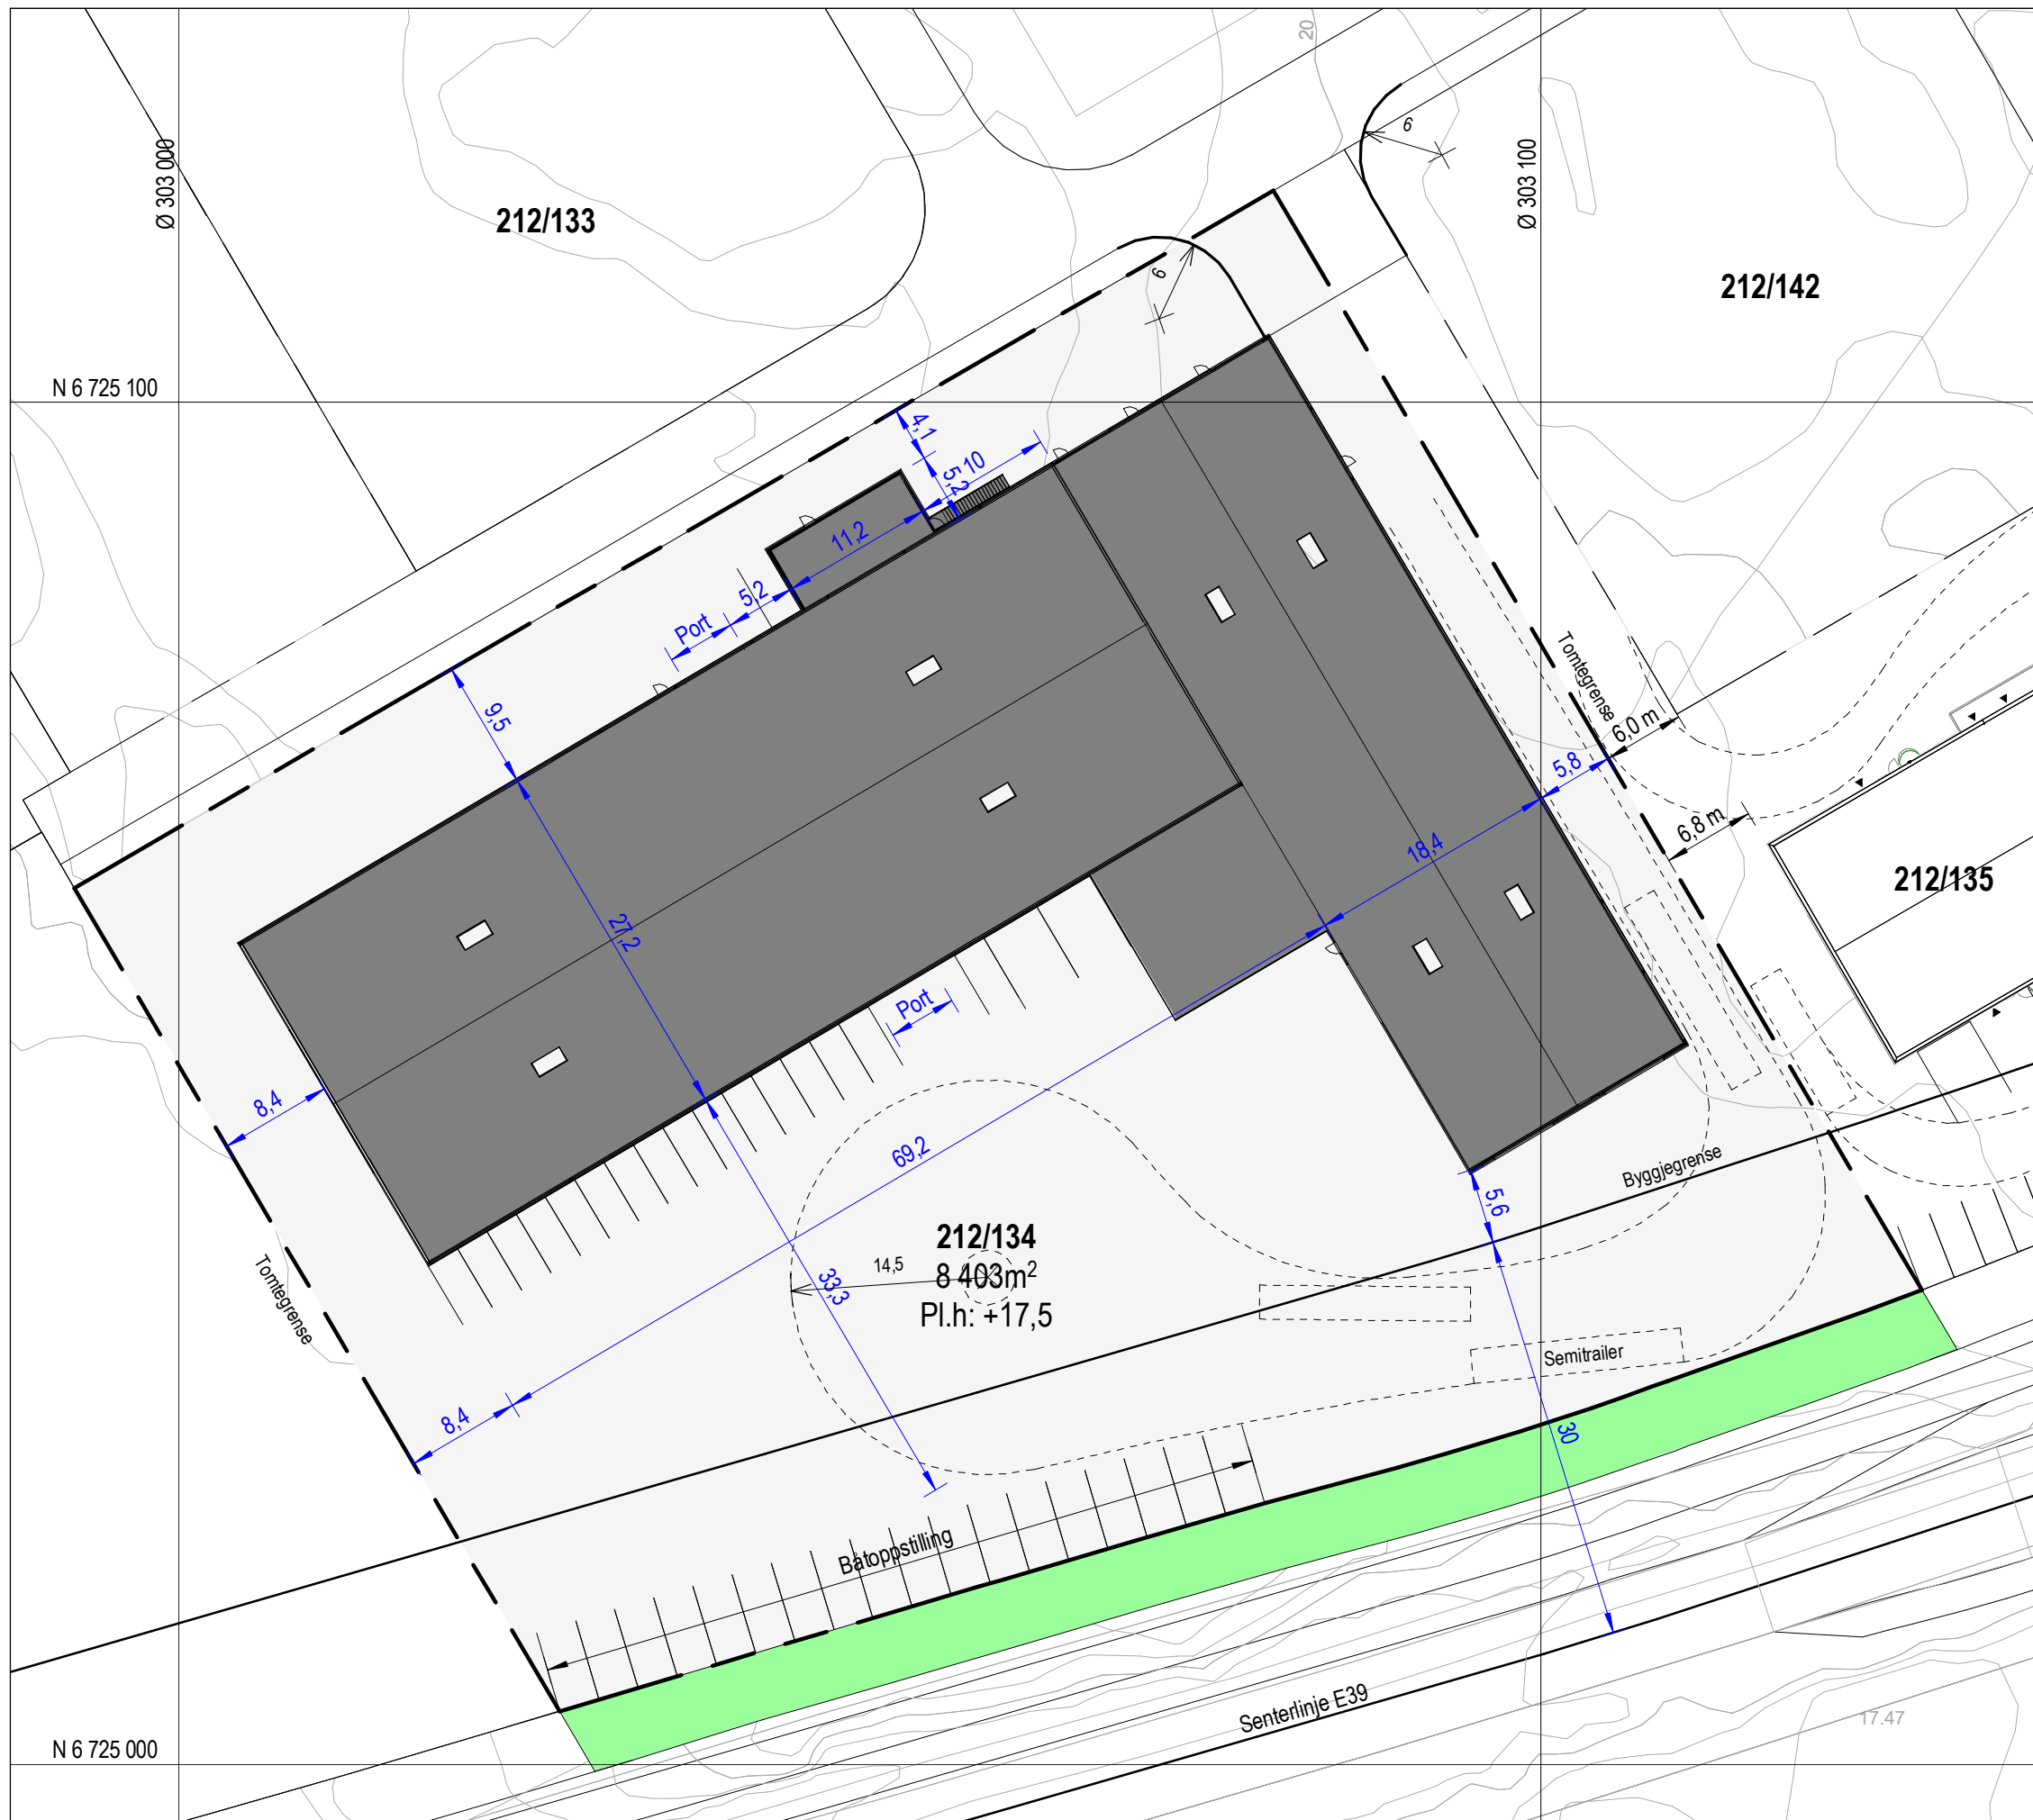 20
6
Ø 303 000
Ø 303 100
212/133
6
212/142
N 6 725 100
4,1
10
5,2
11,2
5,2
Port
Tomtegrense
9,5
6,0 m
5,8
6,8 m
18,4
212/135
27,2
Port
8,4
69,2
Byggjegrense
5,6
212/134
14,5
8 403m²
33,3
Pl.h: +17,5
Tomtegrense
Semitrailer
8,4
30
Båtoppstilling
Senterlinje E39
17.47
N 6 725 000